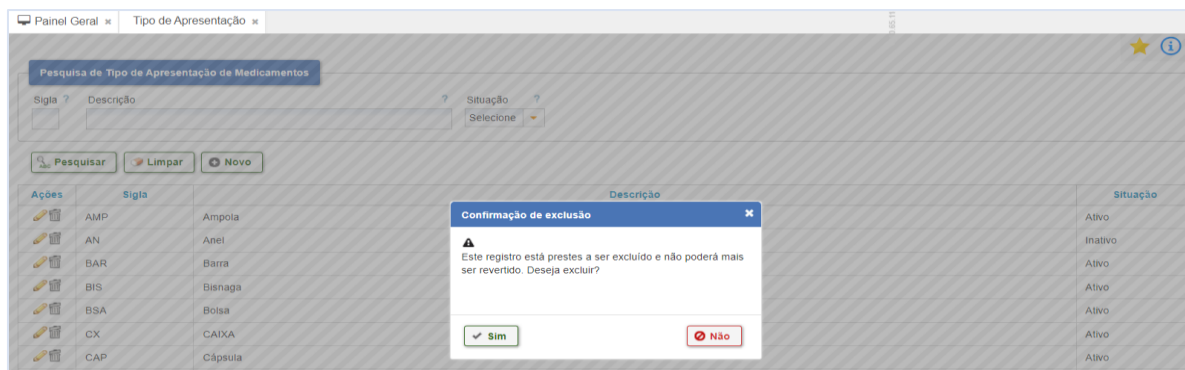 Painel Geral × Tipo de Apresentação ×
Pesquisa de Tipo de Apresentação de Medicamentos
Sigla ? Descrição ? Situação ?
Selecione
Pesquisar Limpar Novo
Ações Sigla Descrição Situação
AMP Ampola Ativo
AN Anel Inativo
BAR Barra Ativo
BIS Bisnaga Ativo
BSA Bolsa Ativo
CX CAIXA Ativo
CAP Cápsula Ativo
Confirmação de exclusão ×
Este registro está prestes a ser excluído e não poderá mais
ser revertido. Deseja excluir?
Sim Não